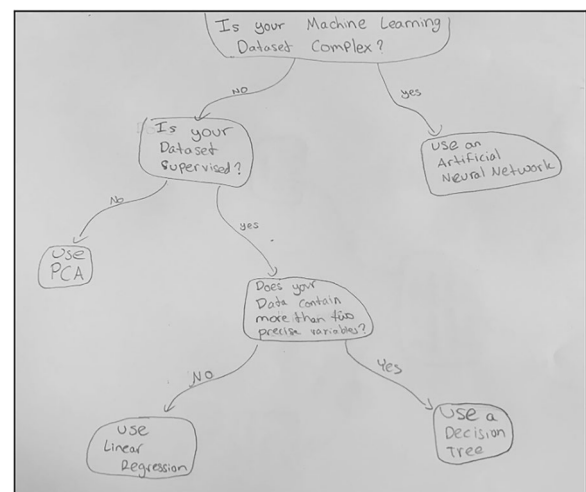 Is your Machine Learning
Dataset Complex?
NO
yes
Is your
Dataset
Supervised?
use an
Artificial
Neural Network
No
yes
use
PCA
Does your
Data contain
more than two
precise variables?
NO
Yes
use
Linear
Regression
use a
Decision
Tree